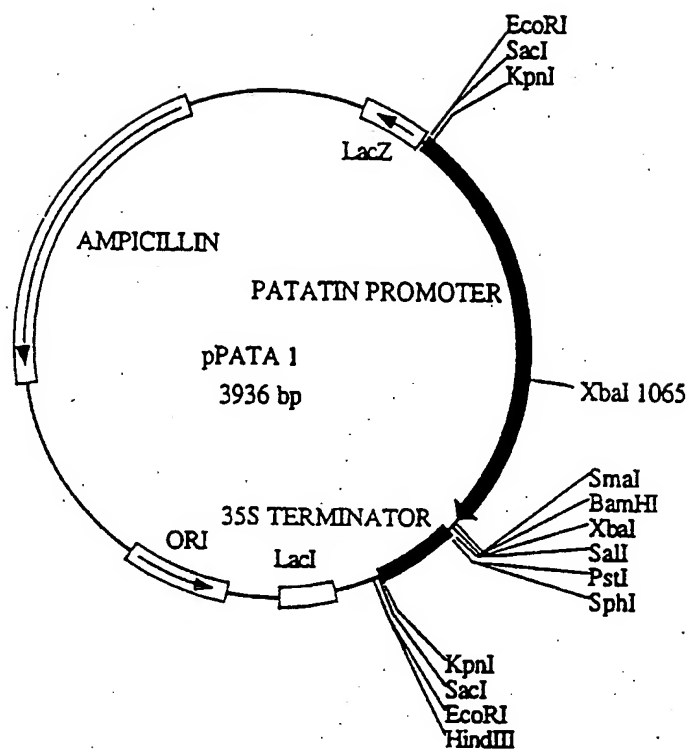 EcoRI
SacI
KpnI
LacZ
AMPICILLIN
PATATIN PROMOTER
pPATA 1
3936 bp
XbaI 1065
SmaI
BamHI
XbaI
SalI
PstI
SphI
35S TERMINATOR
ORI
LacI
KpnI
SacI
EcoRI
HindIII